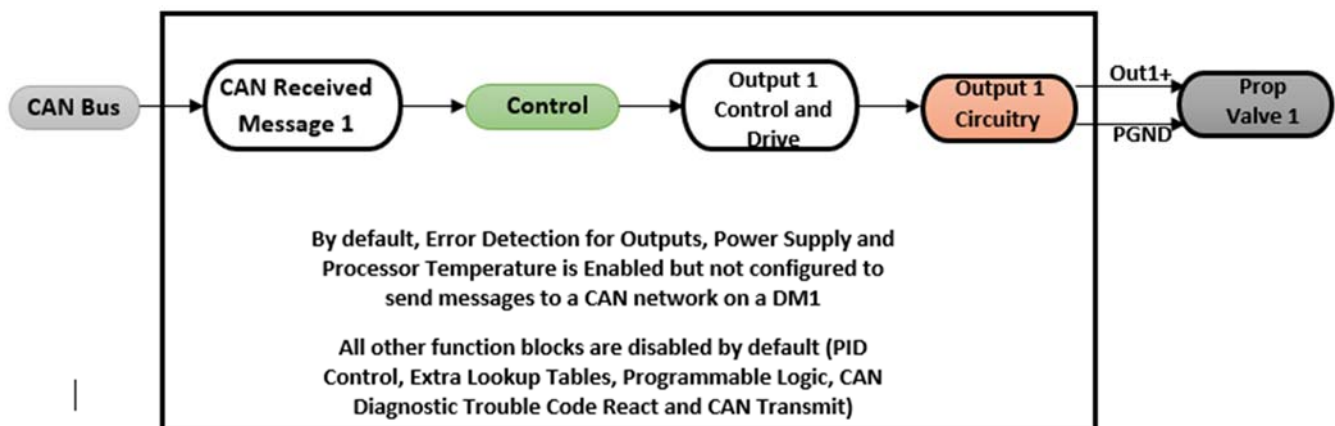 CAN Bus
CAN Received
Message 1
Control
Output 1
Control and
Drive
Output 1
Circuitry
Out1+
PGND
Prop
Valve 1
By default, Error Detection for Outputs, Power Supply and
Processor Temperature is Enabled but not configured to
send messages to a CAN network on a DM1
All other function blocks are disabled by default (PID
Control, Extra Lookup Tables, Programmable Logic, CAN
Diagnostic Trouble Code React and CAN Transmit)